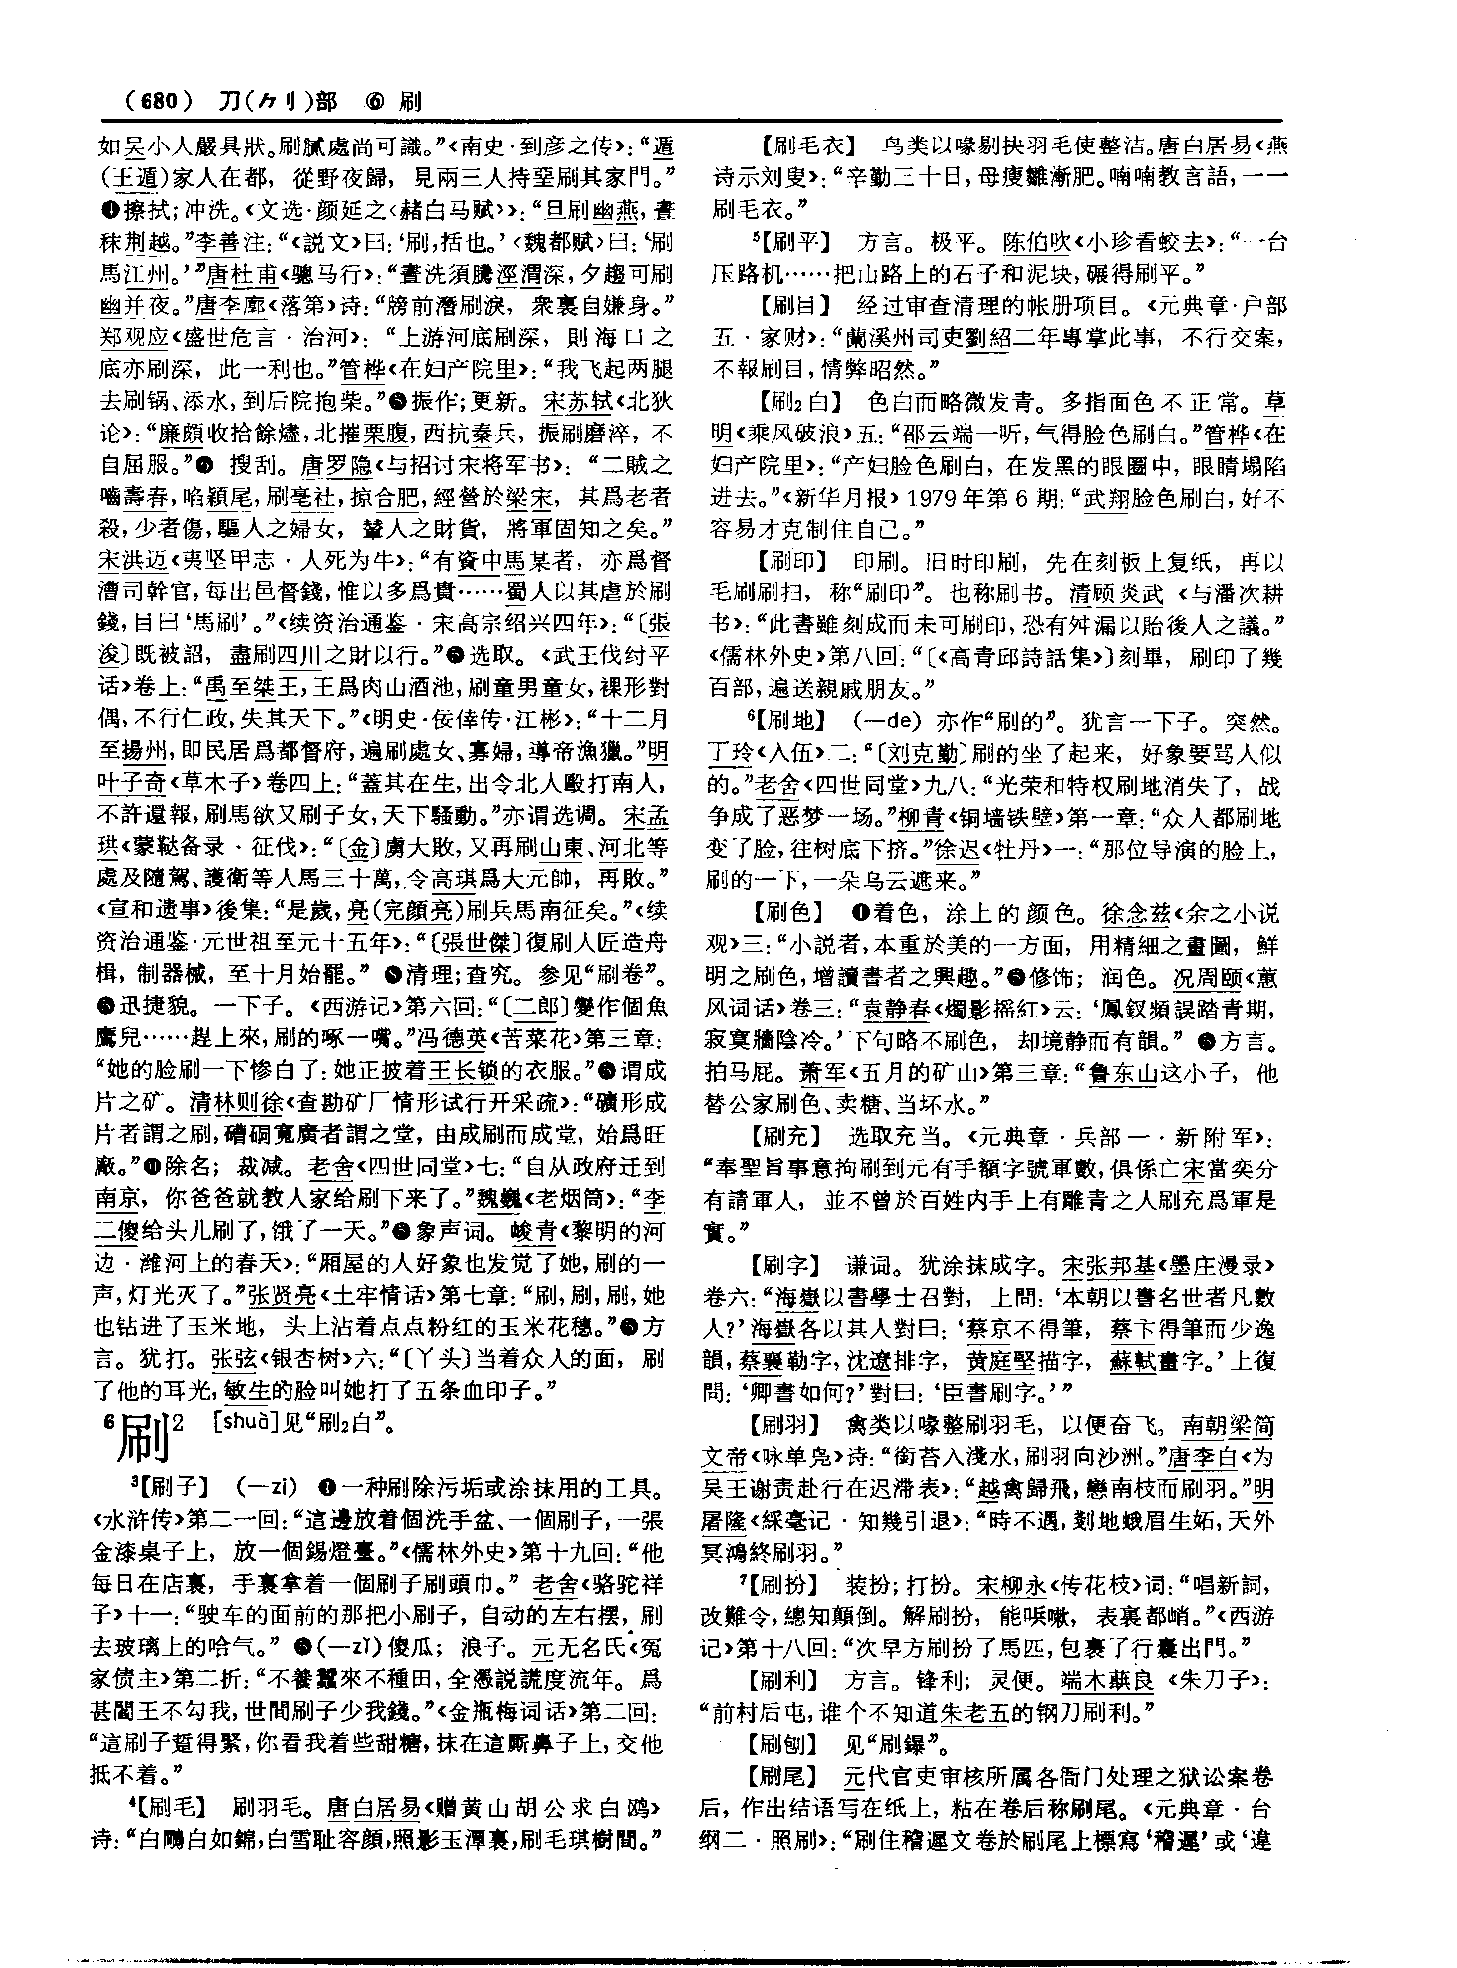 (680) 刀(⺈刂)部 ⑥ 刷
如吴小人嚴具狀。刷膩處尚可識。”《南史·到彦之传》：“遁
(王遁)家人在都，從野夜歸，見兩三人持堊刷其家門。”
❹擦拭；冲洗。《文选·颜延之〈赭白马赋〉》：“旦刷幽燕，晝
秣荆越。”李善注：“《説文》曰：‘刷，括也。’《魏都赋》曰：‘刷
馬江州。’”唐杜甫《驄马行》：“晝洗須騰涇渭深，夕趨可刷
幽并夜。”唐李廓《落第》诗：“牓前潛刷淚，衆裏自嫌身。”
郑观应《盛世危言·治河》：“上游河底刷深，則海口之
底亦刷深，此一利也。”管桦《在妇产院里》：“我飞起两腿
去刷锅、添水，到后院抱柴。”❺振作；更新。宋苏轼《北狄
论》：“廉頗收拾餘燼，北摧栗腹，西抗秦兵，振刷磨淬，不
自屈服。”❻ 搜刮。唐罗隐《与招讨宋将军书》：“二賊之
嚙壽春，啗潁尾，刷亳社，掠合肥，經營於梁宋，其爲老者
殺，少者傷，驅人之婦女，輦人之財貨，將軍固知之矣。”
宋洪迈《夷坚甲志·人死为牛》：“有資中馬某者，亦爲督
漕司幹官，每出邑督錢，惟以多爲貴……蜀人以其虐於刷
錢，目曰‘馬刷’。”《续资治通鉴·宋高宗绍兴四年》：“〔張
浚〕既被詔，盡刷四川之財以行。”❼选取。《武王伐纣平
话》卷上：“禹至桀王，王爲肉山酒池，刷童男童女，裸形對
偶，不行仁政，失其天下。”《明史·佞倖传·江彬》：“十二月
至揚州，即民居爲都督府，遍刷處女、寡婦，導帝漁獵。”明
叶子奇《草木子》卷四上：“蓋其在生，出令北人毆打南人，
不許還報，刷馬欲又刷子女，天下騷動。”亦谓选调。宋孟
珙《蒙鞑备录·征伐》：“〔金〕虜大敗，又再刷山東、河北等
處及隨駕、護衛等人馬三十萬，令高琪爲大元帥，再敗。”
《宣和遗事》後集：“是歲，亮(完顔亮)刷兵馬南征矣。”《续
资治通鉴·元世祖至元十五年》：“〔張世傑〕復刷人匠造舟
楫，制器械，至十月始罷。” ❽清理；查究。参见“刷卷”。
❾迅捷貌。一下子。《西游记》第六回：“〔二郎〕變作個魚
鷹兒……趕上來，刷的啄一嘴。”冯德英《苦菜花》第三章：
“她的脸刷一下惨白了：她正披着王长锁的衣服。”❿谓成
片之矿。清林则徐《查勘矿厂情形试行开采疏》：“礦形成
片者謂之刷，礌硐寬廣者謂之堂，由成刷而成堂，始爲旺
廠。”⓫除名；裁减。老舍《四世同堂》七：“自从政府迁到
南京，你爸爸就教人家给刷下来了。”魏巍《老烟筒》：“李
二傻给头儿刷了，饿了一天。”⓬象声词。峻青《黎明的河
边·潍河上的春天》：“厢屋的人好象也发觉了她，刷的一
声，灯光灭了。”张贤亮《土牢情话》第七章：“刷，刷，刷，她
也钻进了玉米地，头上沾着点点粉红的玉米花穗。”⓭方
言。犹打。张弦《银杏树》六：“〔丫头〕当着众人的面，刷
了他的耳光，敏生的脸叫她打了五条血印子。”
6刷2 [shuà]见“刷₂白”。
³【刷子】 (—zi) ❶一种刷除污垢或涂抹用的工具。
《水浒传》第二一回：“這邊放着個洗手盆、一個刷子，一張
金漆桌子上，放一個錫燈臺。”《儒林外史》第十九回：“他
每日在店裏，手裏拿着一個刷子刷頭巾。”老舍《骆驼祥
子》十一：“驶车的面前的那把小刷子，自动的左右摆，刷
去玻璃上的哈气。” ❷(—zǐ)傻瓜；浪子。元无名氏《冤
家债主》第二折：“不養蠶來不種田，全憑説謊度流年。爲
甚閻王不勾我，世間刷子少我錢。”《金瓶梅词话》第二回：
“這刷子踅得緊，你看我着些甜糖，抹在這厮鼻子上，交他
抵不着。”
⁴【刷毛】 刷羽毛。唐白居易《赠黄山胡公求白鹇》
诗：“白鷴白如錦，白雪耻容顔，照影玉潭裏，刷毛琪樹間。”
【刷毛衣】 鸟类以喙剔抉羽毛使整洁。唐白居易《燕
诗示刘叟》：“辛勤三十日，母瘦雛漸肥。喃喃教言語，一一
刷毛衣。”
⁵【刷平】 方言。极平。陈伯吹《小珍看蛟去》：“一台
压路机……把山路上的石子和泥块，碾得刷平。”
【刷目】 经过审查清理的帐册项目。《元典章·户部
五·家财》：“蘭溪州司吏劉紹二年專掌此事，不行交案，
不報刷目，情弊昭然。”
【刷₂白】 色白而略微发青。多指面色不正常。草
明《乘风破浪》五：“邵云端一听，气得脸色刷白。”管桦《在
妇产院里》：“产妇脸色刷白，在发黑的眼圈中，眼睛塌陷
进去。”《新华月报》1979年第6期：“武翔脸色刷白，好不
容易才克制住自己。”
【刷印】 印刷。旧时印刷，先在刻板上复纸，再以
毛刷刷扫，称“刷印”。也称刷书。清顾炎武《与潘次耕
书》：“此書雖刻成而未可刷印，恐有舛漏以貽後人之議。”
《儒林外史》第八回：“〔《高青邱詩話集》〕刻畢，刷印了幾
百部，遍送親戚朋友。”
⁶【刷地】 (—de) 亦作“刷的”。犹言一下子。突然。
丁玲《入伍》二：“〔刘克勤〕刷的坐了起来，好象要骂人似
的。”老舍《四世同堂》九八：“光荣和特权刷地消失了，战
争成了恶梦一场。”柳青《铜墙铁壁》第一章：“众人都刷地
变了脸，往树底下挤。”徐迟《牡丹》一：“那位导演的脸上，
刷的一下，一朵乌云遮来。”
【刷色】 ❶着色，涂上的颜色。徐念兹《余之小说
观》三：“小説者，本重於美的一方面，用精細之畫圖，鮮
明之刷色，增讀書者之興趣。”❷修饰；润色。况周颐《蕙
风词话》卷三：“袁静春《燭影摇紅》云：‘鳳釵頻誤踏青期，
寂寞牆陰冷。’下句略不刷色，却境静而有韻。” ❸方言。
拍马屁。萧军《五月的矿山》第三章：“鲁东山这小子，他
替公家刷色、卖糖、当坏水。”
【刷充】 选取充当。《元典章·兵部一·新附军》：
“奉聖旨事意拘刷到元有手額字號軍數，俱係亡宋當奕分
有請軍人，並不曾於百姓内手上有雕青之人刷充爲軍是
實。”
【刷字】 谦词。犹涂抹成字。宋张邦基《墨庄漫录》
卷六：“海嶽以書學士召對，上問：‘本朝以書名世者凡數
人？’海嶽各以其人對曰：‘蔡京不得筆，蔡卞得筆而少逸
韻，蔡襄勒字，沈遼排字，黄庭堅描字，蘇軾畫字。’上復
問：‘卿書如何？’對曰：‘臣書刷字。’”
【刷羽】 禽类以喙整刷羽毛，以便奋飞。南朝梁简
文帝《咏单凫》诗：“銜苔入淺水，刷羽向沙洲。”唐李白《为
吴王谢责赴行在迟滞表》：“越禽歸飛，戀南枝而刷羽。”明
屠隆《綵毫记·知幾引退》：“時不遇，剗地蛾眉生妬，天外
冥鴻終刷羽。”
⁷【刷扮】 装扮；打扮。宋柳永《传花枝》词：“唱新詞，
改難令，總知顛倒。解刷扮，能唝嗽，表裏都峭。”《西游
记》第十八回：“次早方刷扮了馬匹，包裹了行囊出門。”
【刷利】 方言。锋利；灵便。端木蕻良《朱刀子》：
“前村后屯，谁个不知道朱老五的钢刀刷利。”
【刷刨】 见“刷鑤”。
【刷尾】 元代官吏审核所属各衙门处理之狱讼案卷
后，作出结语写在纸上，粘在卷后称刷尾。《元典章·台
纲二·照刷》：“刷住稽遲文卷於刷尾上標寫‘稽遲’或‘違